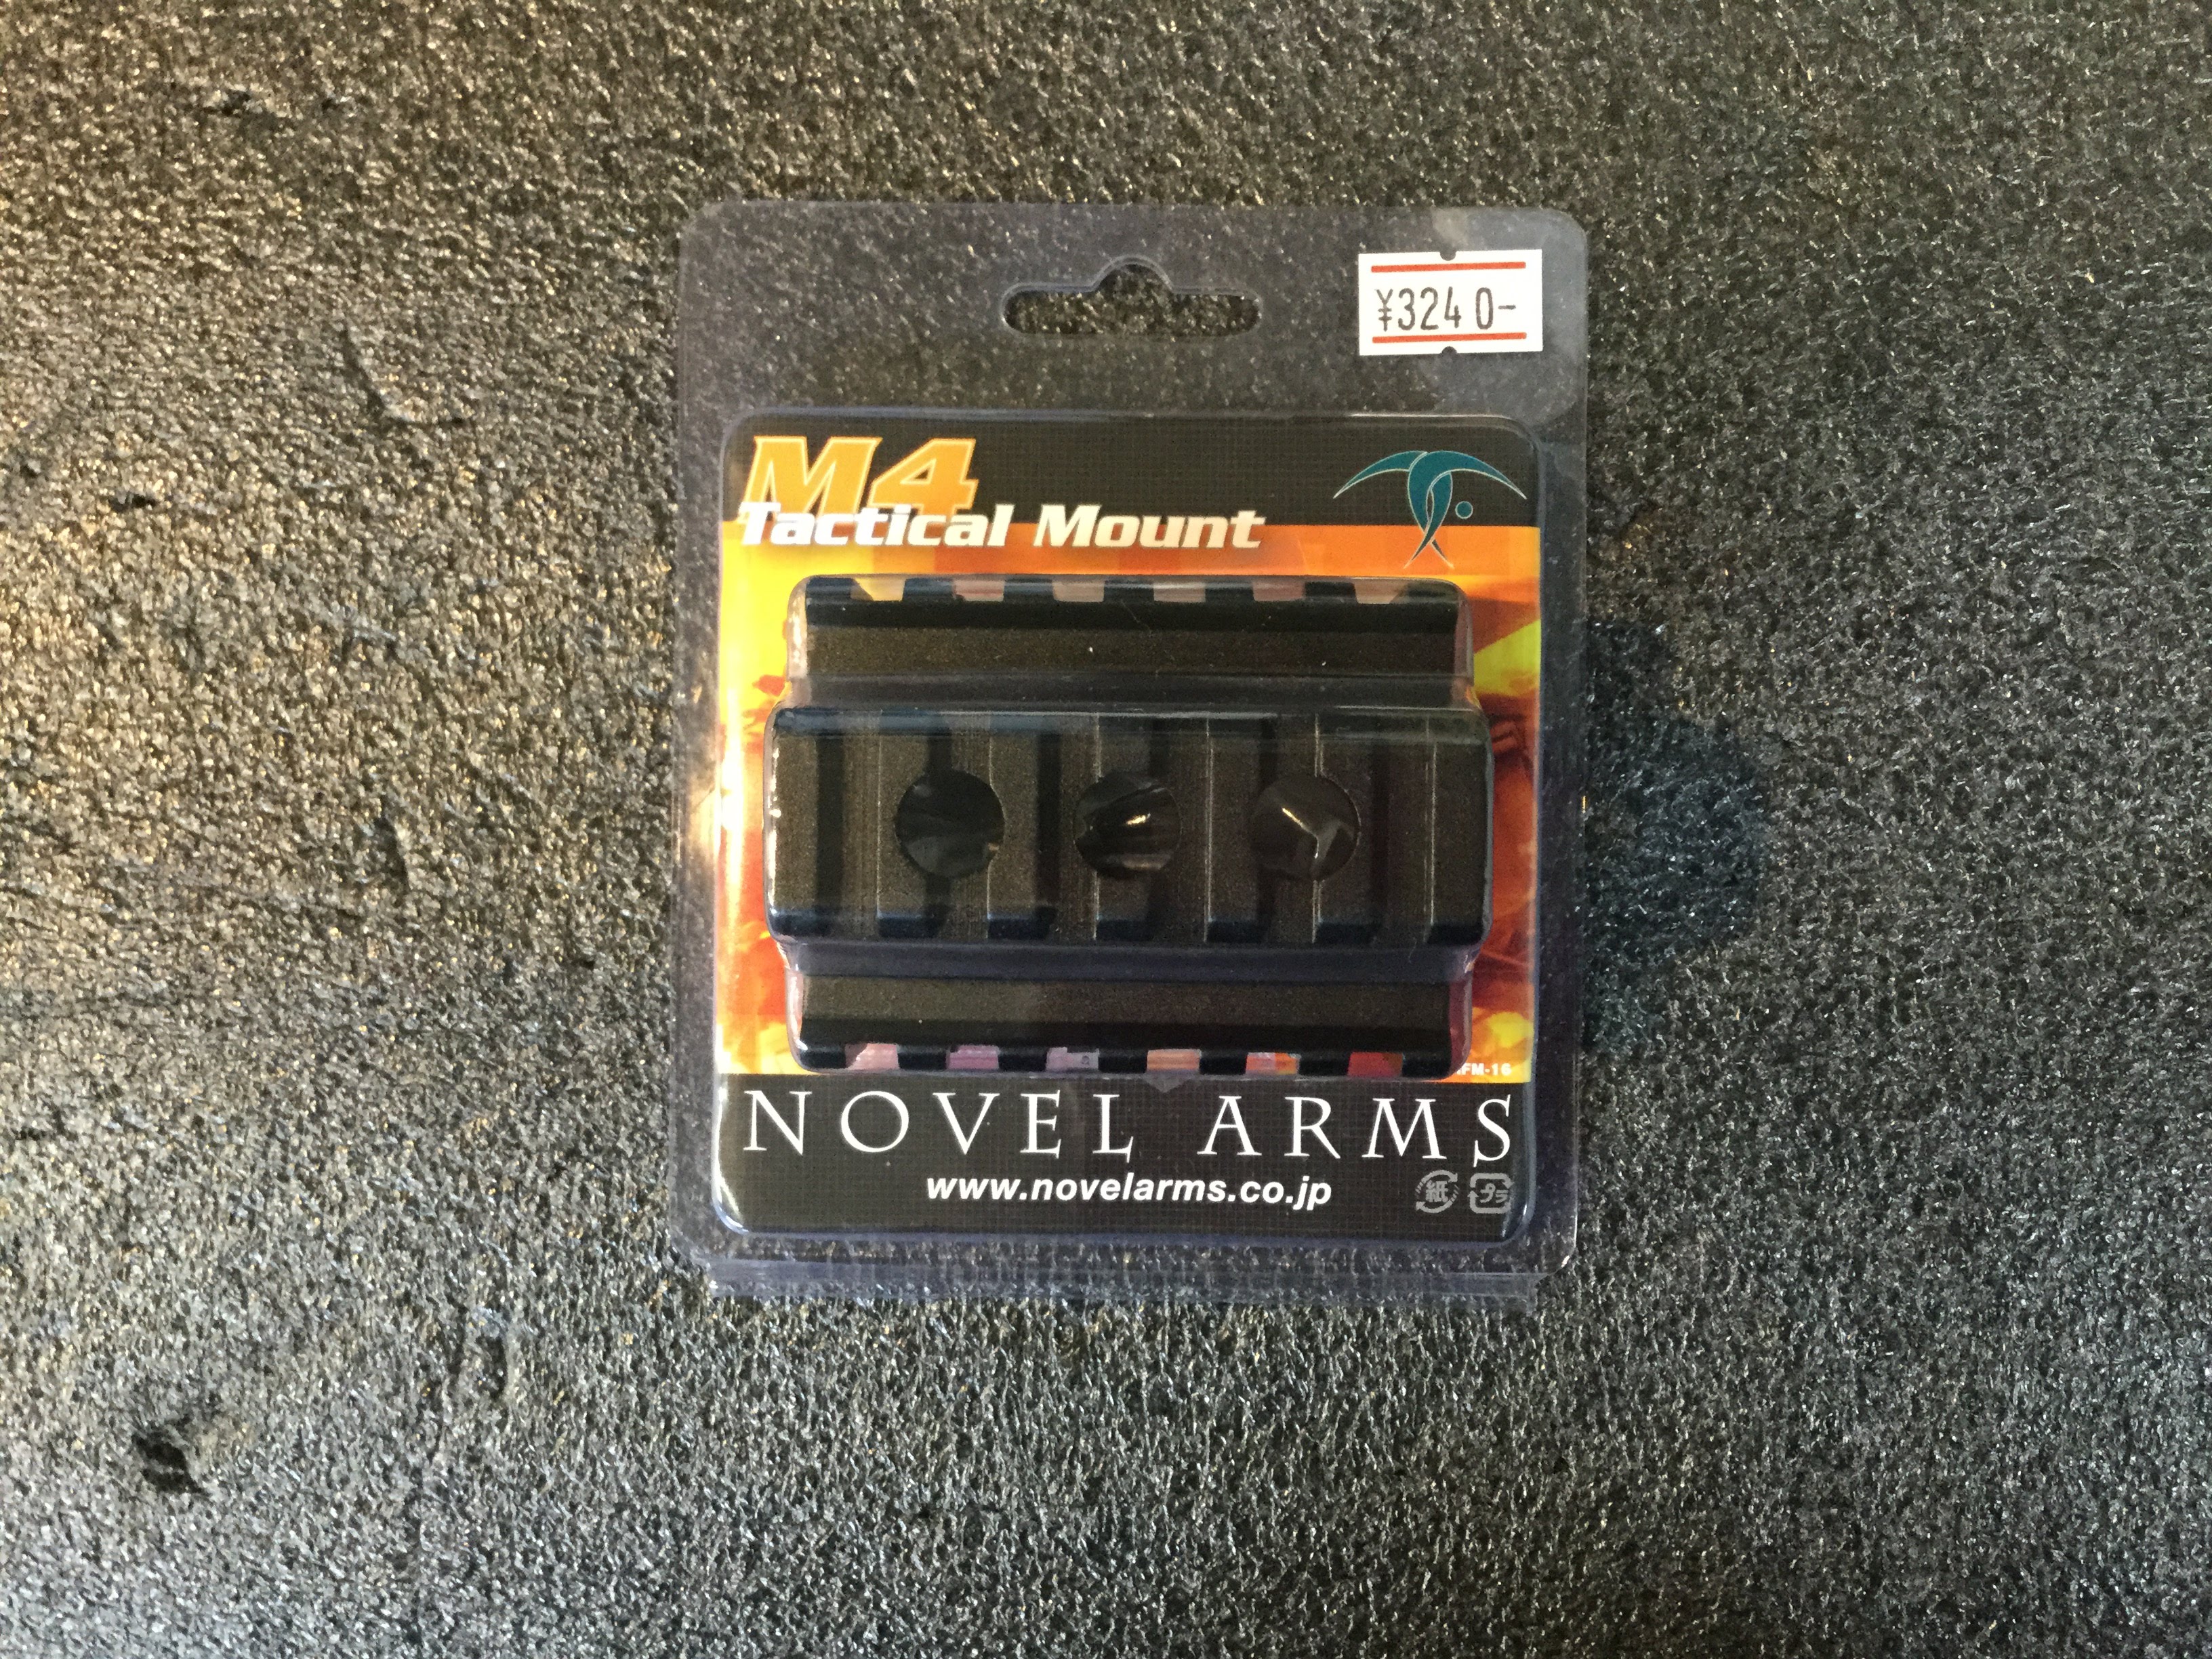 ¥3240-
M4
Tactical Mount
NOVEL ARMS
www.novelarms.co.jp
紙 プラ